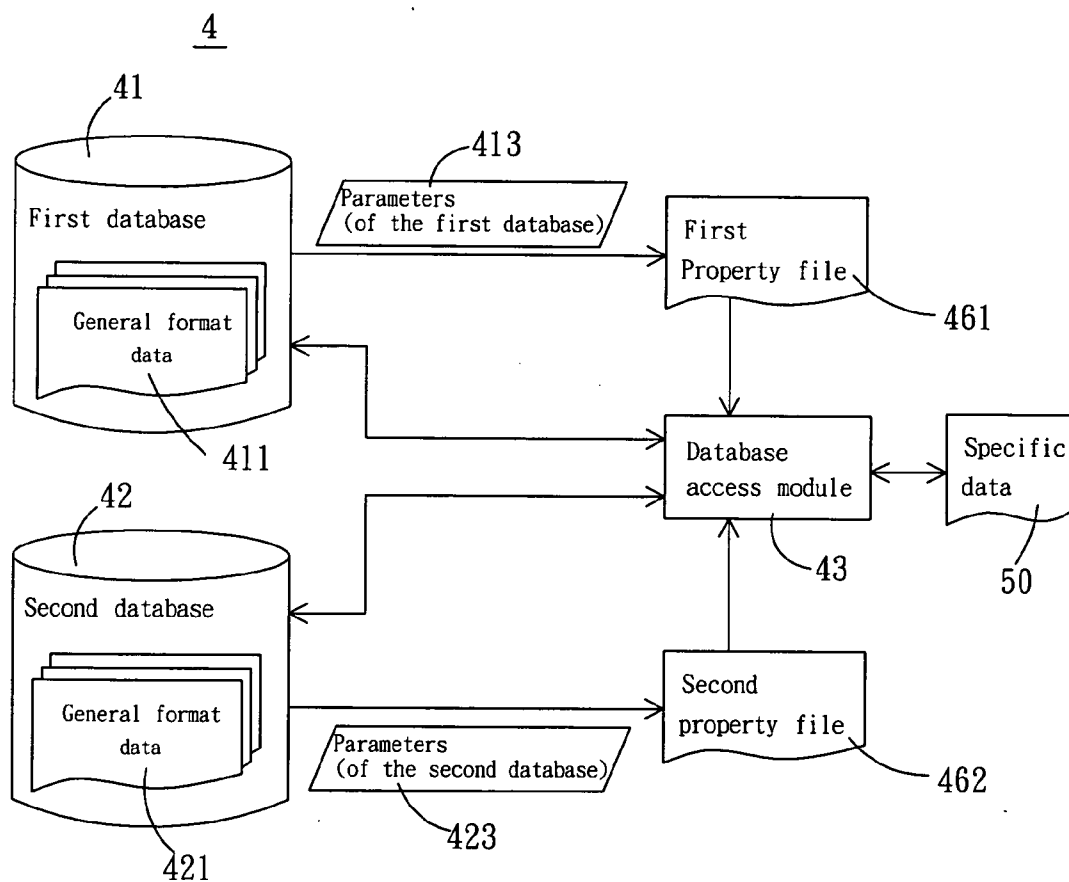 4
41
413
First database
Parameters
(of the first database)
First
Property file
461
General format
data
411
Database
access module
43
Specific
data
50
42
Second database
General format
data
421
Parameters
(of the second database)
423
Second
property file
462